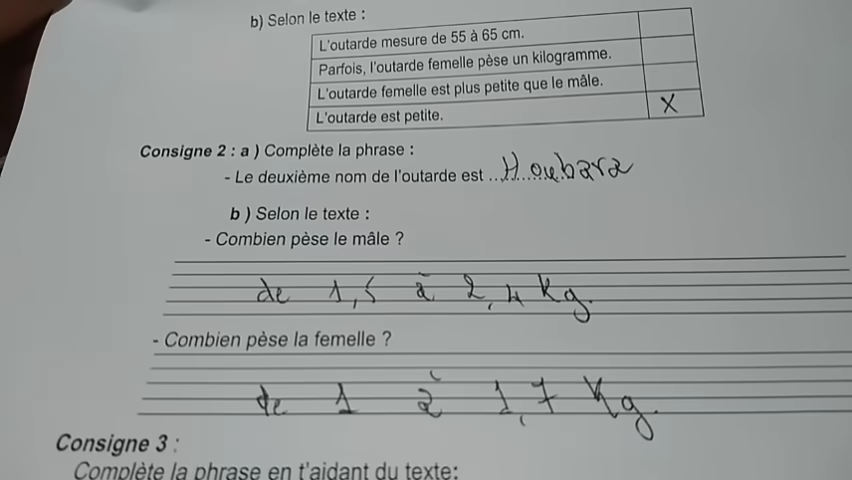 b) Selon le texte :
L'outarde mesure de 55 à 65 cm.
Parfois, l'outarde femelle pèse un kilogramme.
L'outarde femelle est plus petite que le mâle.
L'outarde est petite. X
Consigne 2 : a ) Complète la phrase :
- Le deuxième nom de l'outarde est ...Houbara
b ) Selon le texte :
- Combien pèse le mâle ?
de 1,5 à 2,4 Kg.
- Combien pèse la femelle ?
de 1 à 1,7 Kg.
Consigne 3 :
Complète la phrase en t'aidant du texte: